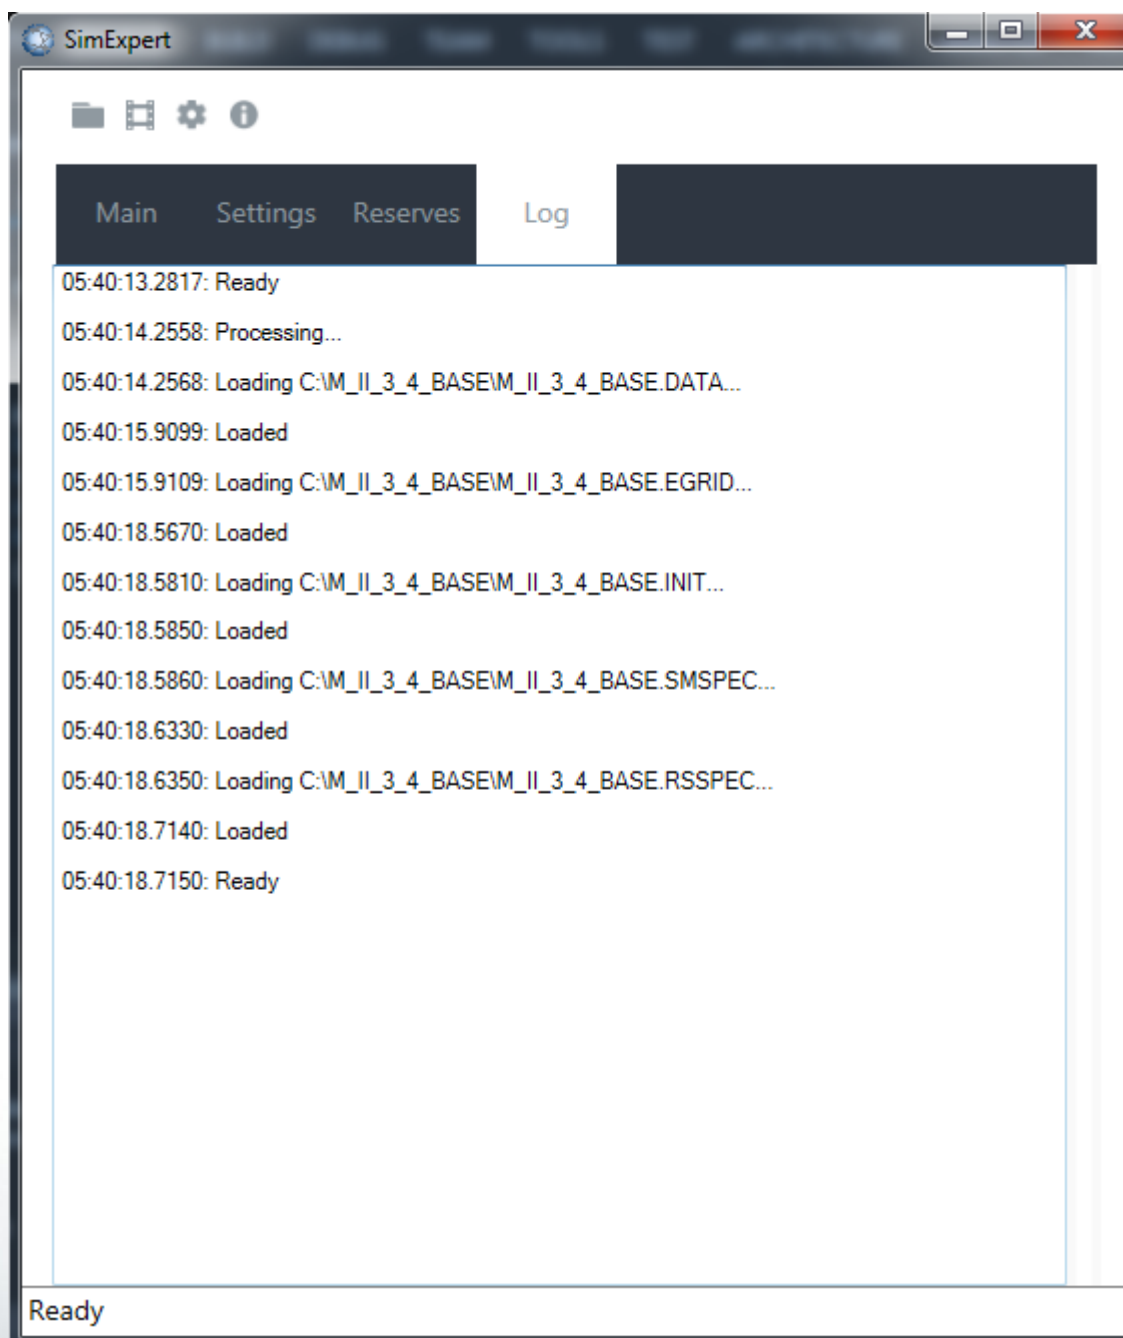 SimExpert
Main Settings Reserves Log
05:40:13.2817: Ready
05:40:14.2558: Processing...
05:40:14.2568: Loading C:\M_II_3_4_BASE\M_II_3_4_BASE.DATA...
05:40:15.9099: Loaded
05:40:15.9109: Loading C:\M_II_3_4_BASE\M_II_3_4_BASE.EGRID...
05:40:18.5670: Loaded
05:40:18.5810: Loading C:\M_II_3_4_BASE\M_II_3_4_BASE.INIT...
05:40:18.5850: Loaded
05:40:18.5860: Loading C:\M_II_3_4_BASE\M_II_3_4_BASE.SMSPEC...
05:40:18.6330: Loaded
05:40:18.6350: Loading C:\M_II_3_4_BASE\M_II_3_4_BASE.RSSPEC...
05:40:18.7140: Loaded
05:40:18.7150: Ready
Ready